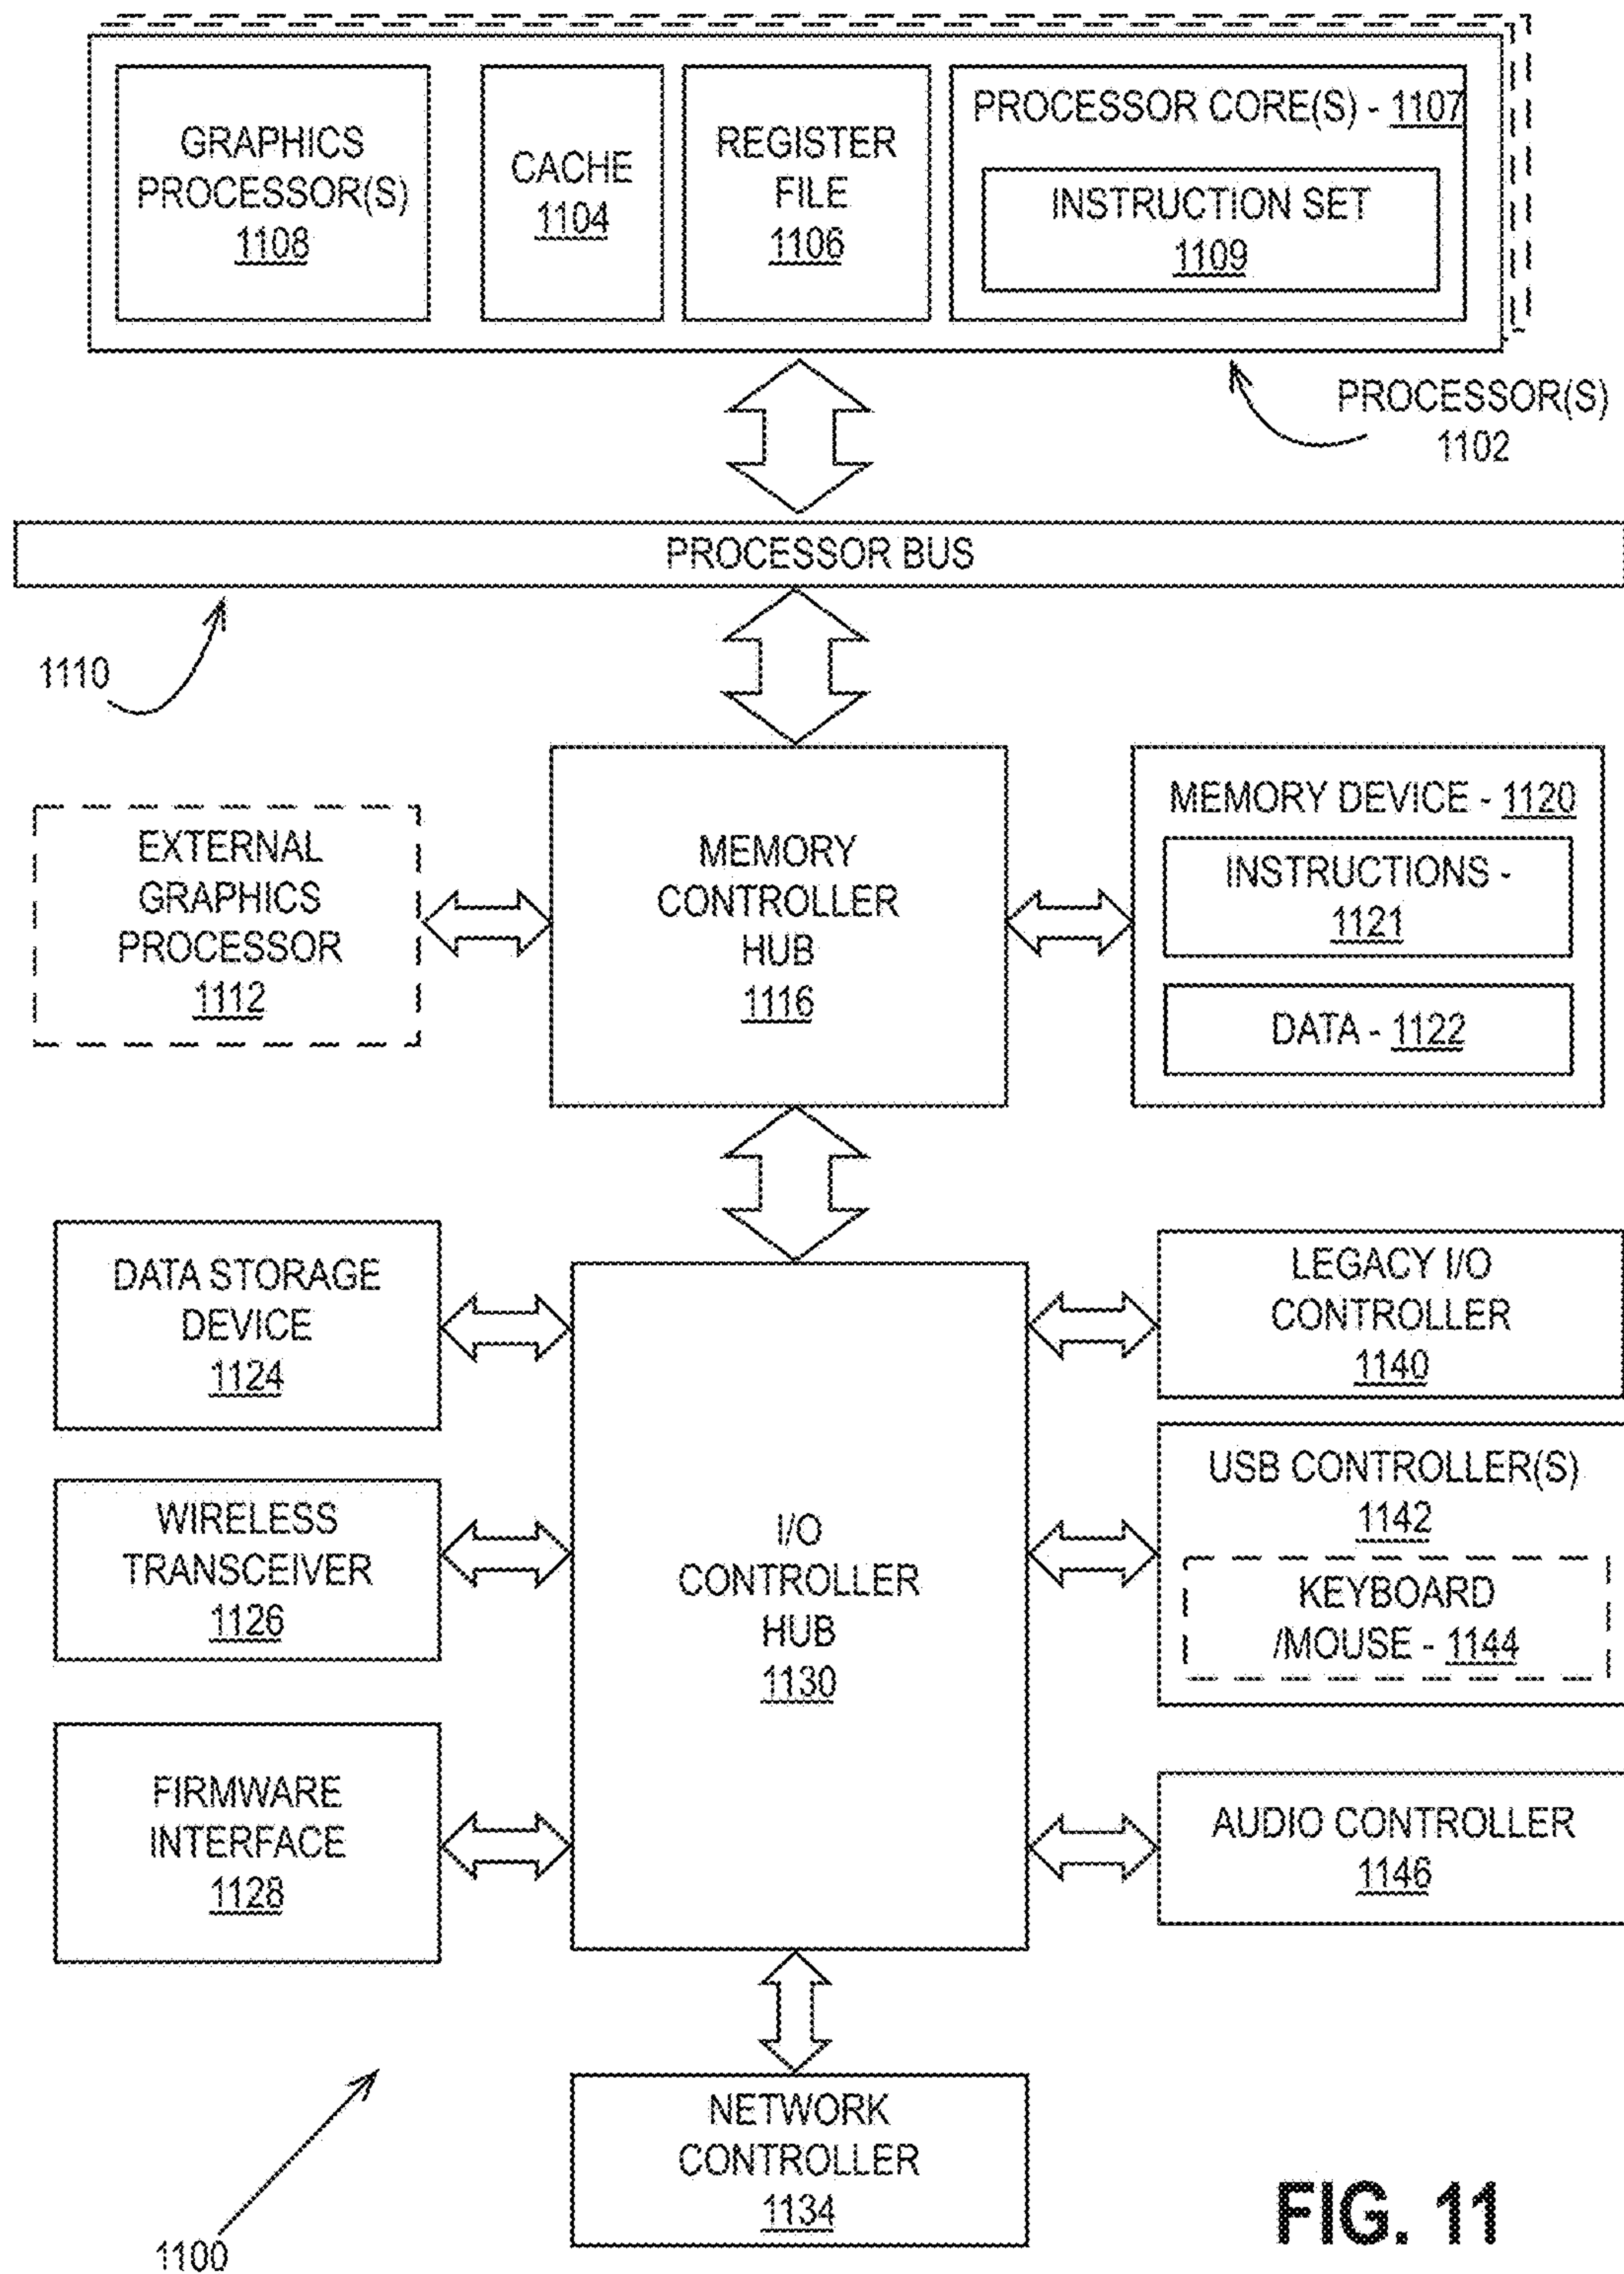 GRAPHICS
PROCESSOR(S)
1108
CACHE
1104
REGISTER
FILE
1106
PROCESSOR CORE(S) - 1107
INSTRUCTION SET
1109
PROCESSOR(S)
1102
PROCESSOR BUS
1110
EXTERNAL
GRAPHICS
PROCESSOR
1112
MEMORY
CONTROLLER
HUB
1116
MEMORY DEVICE - 1120
INSTRUCTIONS -
1121
DATA - 1122
DATA STORAGE
DEVICE
1124
WIRELESS
TRANSCEIVER
1126
FIRMWARE
INTERFACE
1128
I/O
CONTROLLER
HUB
1130
LEGACY I/O
CONTROLLER
1140
USB CONTROLLER(S)
1142
KEYBOARD
/MOUSE - 1144
AUDIO CONTROLLER
1146
NETWORK
CONTROLLER
1134
1100
FIG. 11